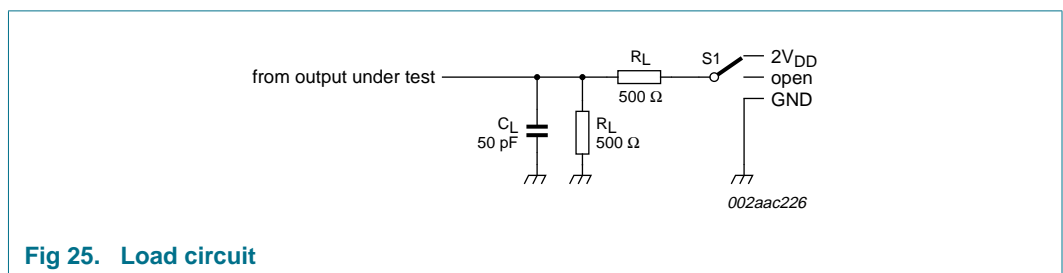 from output under test
RL
500 Ω
S1
2VDD
open
GND
CL
50 pF
RL
500 Ω
002aac226
Fig 25. Load circuit